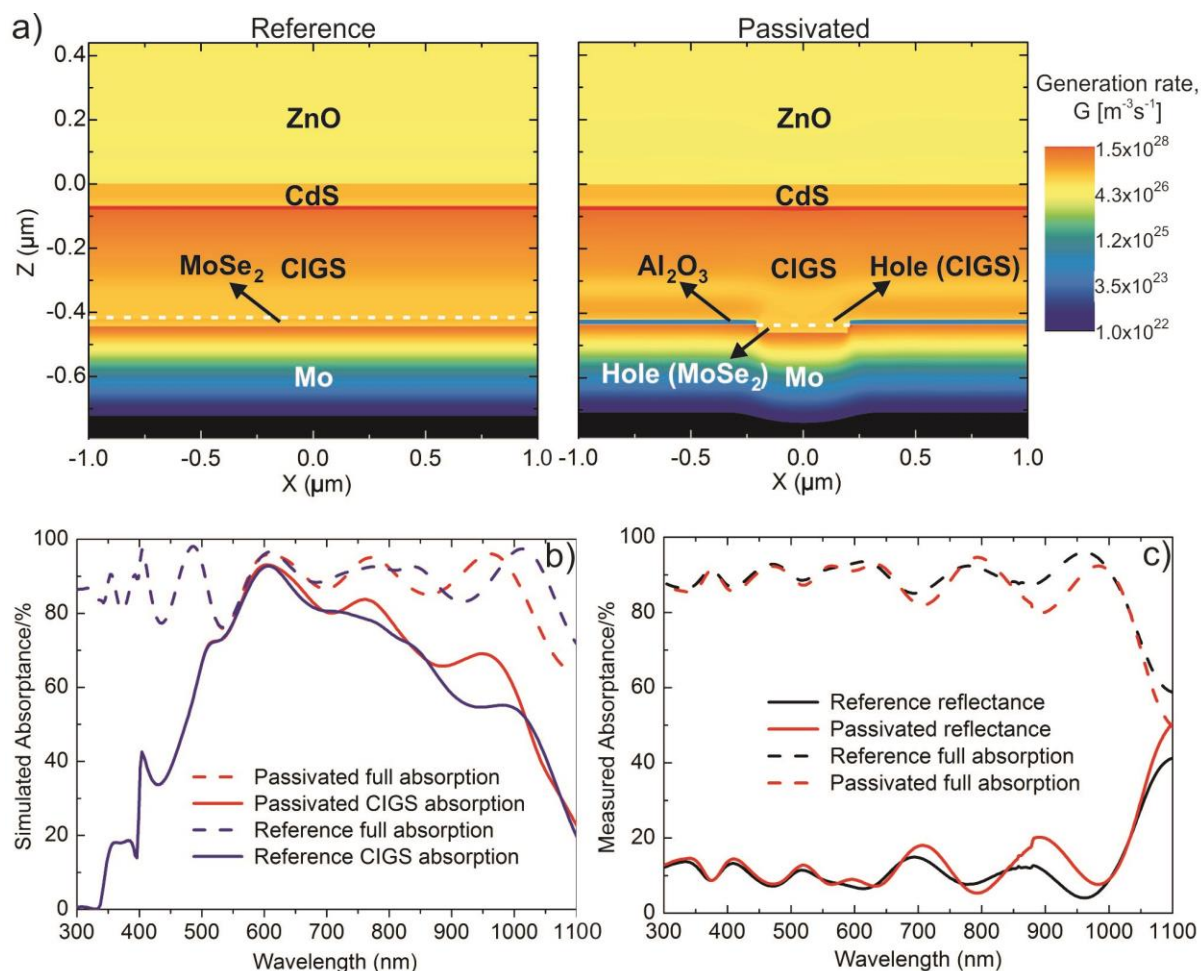 a)
Reference
Passivated
Generation rate,
G [m⁻³s⁻¹]
1.5x10²⁸
4.3x10²⁶
1.2x10²⁵
3.5x10²³
1.0x10²²
Z (µm)
0.4
0.2
0.0
-0.2
-0.4
-0.6
ZnO
CdS
MoSe₂
CIGS
Mo
-1.0 -0.5 0.0 0.5 1.0
X (µm)
ZnO
CdS
Al₂O₃
CIGS
Hole (CIGS)
Hole (MoSe₂)
Mo
-1.0 -0.5 0.0 0.5 1.0
X (µm)
b)
Simulated Absorptance/%
100
80
60
40
20
0
Passivated full absorption
Passivated CIGS absorption
Reference full absorption
Reference CIGS absorption
300 400 500 600 700 800 900 1000 1100
Wavelength (nm)
c)
Measured Absorptance/%
100
80
60
40
20
0
Reference reflectance
Passivated reflectance
Reference full absorption
Passivated full absorption
300 400 500 600 700 800 900 1000 1100
Wavelength (nm)